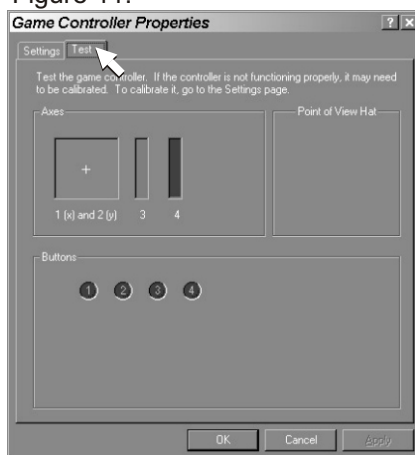 Game Controller Properties ? X
Settings Test
Test the game controller. If the controller is not functioning properly, it may need
to be calibrated. To calibrate it, go to the Settings
page.
Axes
Point of View Hat
1 (x) and 2 (y) 3 4
Buttons
1 2 3 4
OK Cancel Apply